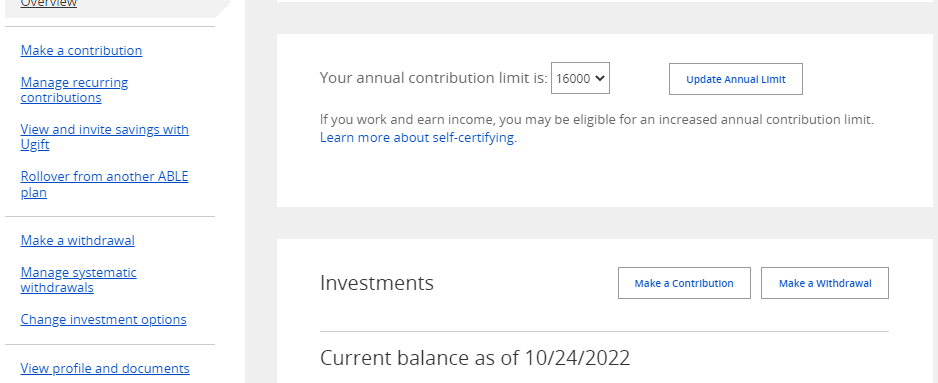 Overview
Make a contribution
Manage recurring
contributions
View and invite savings with
Ugift
Rollover from another ABLE
plan
Make a withdrawal
Manage systematic
withdrawals
Change investment options
View profile and documents
Your annual contribution limit is: 16000 Update Annual Limit
If you work and earn income, you may be eligible for an increased annual contribution limit.
Learn more about self-certifying.
Investments Make a Contribution Make a Withdrawal
Current balance as of 10/24/2022